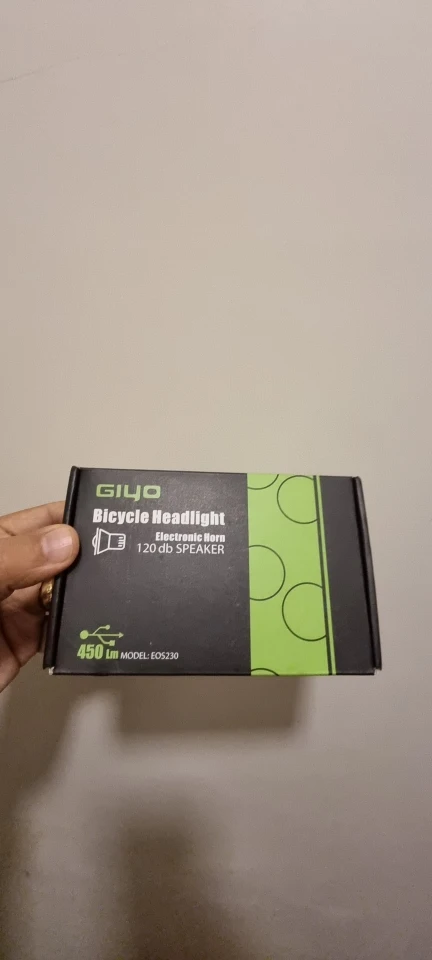 GIYO
Bicycle Headlight
Electronic Horn
120 db SPEAKER
450 Lm MODEL: EOS230